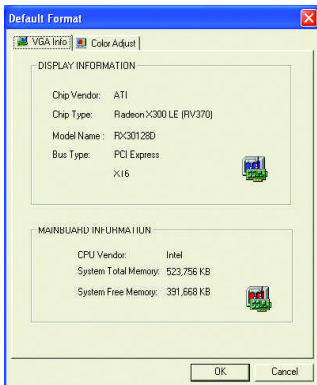 Default Format
VGA Info Color Adjust
DISPLAY INFORMATION
Chip Vendor: ATI
Chip Type: Radeon X300 LE (RV370)
Model Name : RX30128D
Bus Type: PCI Express
X16
MAINBOARD INFORMATION
CPU Vendor: Intel
System Total Memory: 523,756 KB
System Free Memory: 391,668 KB
OK Cancel